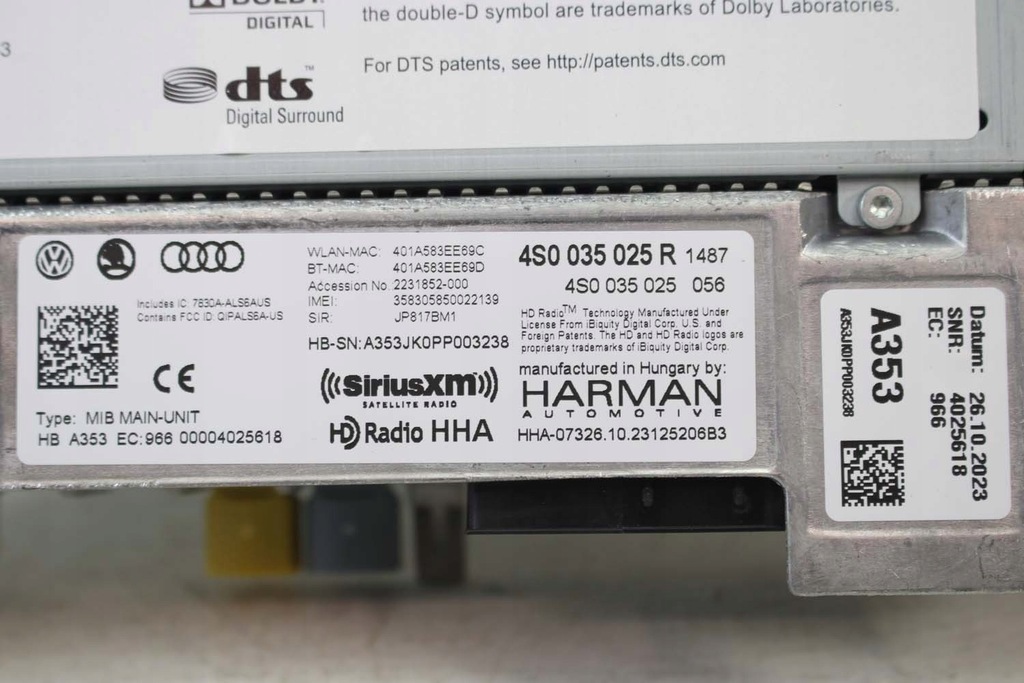 DIGITAL
the double-D symbol are trademarks of Dolby Laboratories.
3
dts™
Digital Surround
For DTS patents, see http://patents.dts.com
Includes IC: 7830A-ALS6AUS
Contains FCC ID: QIPALS6A-US
CE
Type: MIB MAIN-UNIT
HB A353 EC:966 00004025618
WLAN-MAC: 401A583EE69C
BT-MAC: 401A583EE69D
Accession No. 2231852-000
IMEI: 358305850022139
SIR: JP817BM1
HB-SN: A353JK0PP003238
SiriusXM
SATELLITE RADIO
HD Radio HHA
4S0 035 025 R 1487
4S0 035 025 056
HD Radio™ Technology Manufactured Under
License From iBiquity Digital Corp. U.S. and
Foreign Patents. The HD and HD Radio logos are
proprietary trademarks of iBiquity Digital Corp.
manufactured in Hungary by:
HARMAN
AUTOMOTIVE
HHA-07326.10.23125206B3
Datum: 26.10.2023
SNR: 4025618
EC: 966
A353
A353JK0PP003238